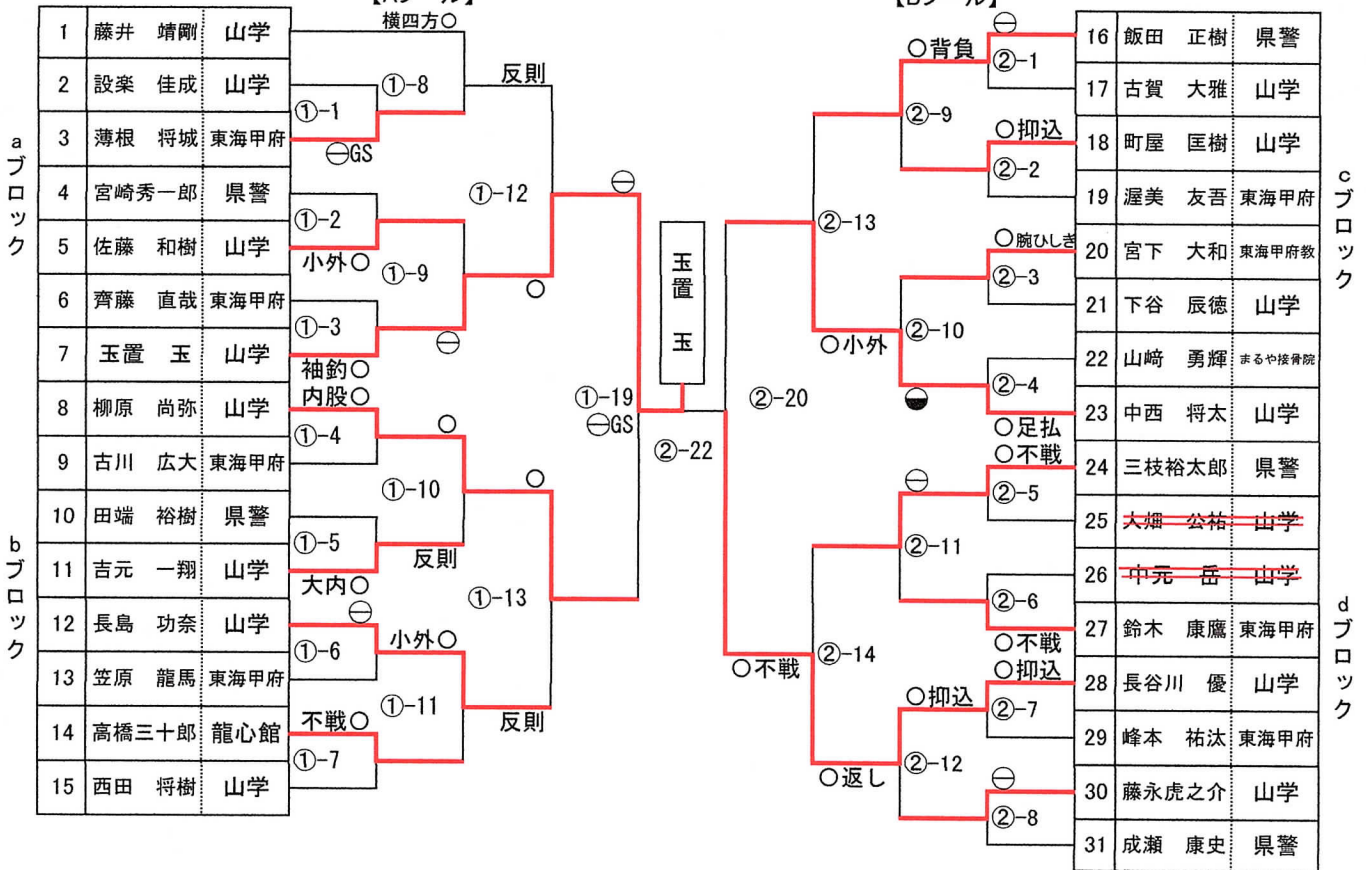 横四方○
反則
1 藤井 靖剛 山学
2 設楽 佳成 山学
3 薄根 将城 東海甲府
4 宮崎秀一郎 県警
5 佐藤 和樹 山学
6 齊藤 直哉 東海甲府
7 玉置 玉 山学
8 柳原 尚弥 山学
9 古川 広大 東海甲府
10 田端 裕樹 県警
11 吉元 一翔 山学
12 長島 功奈 山学
13 笠原 龍馬 東海甲府
14 高橋三十郎 龍心館
15 西田 将樹 山学
aブロック
bブロック
①-1
GS
①-8
①-2
小外○
①-9
①-12
①-3
袖釣○
内股○
①-4
○
①-10
①-5
反則
大内○
①-6
小外○
①-11
不戦○
①-7
反則
①-13
○
○
①-19
GS
玉置 玉
②-22
②-20
○背負
②-1
②-9
○抑込
②-2
②-13
○腕ひしぎ
②-3
②-10
○小外
②-4
○足払
○不戦
②-5
②-11
②-6
○不戦
○抑込
②-14
○不戦
○抑込
②-7
②-12
○返し
②-8
16 飯田 正樹 県警
17 古賀 大雅 山学
18 町屋 匡樹 山学
19 渥美 友吾 東海甲府
20 宮下 大和 東海甲府教
21 下谷 辰徳 山学
22 山﨑 勇輝 まるや接骨院
23 中西 将太 山学
24 三枝裕太郎 県警
25 大畑 公祐 山学
26 中元 岳 山学
27 鈴木 康鷹 東海甲府
28 長谷川 優 山学
29 峰本 祐汰 東海甲府
30 藤永虎之介 山学
31 成瀬 康史 県警
cブロック
dブロック